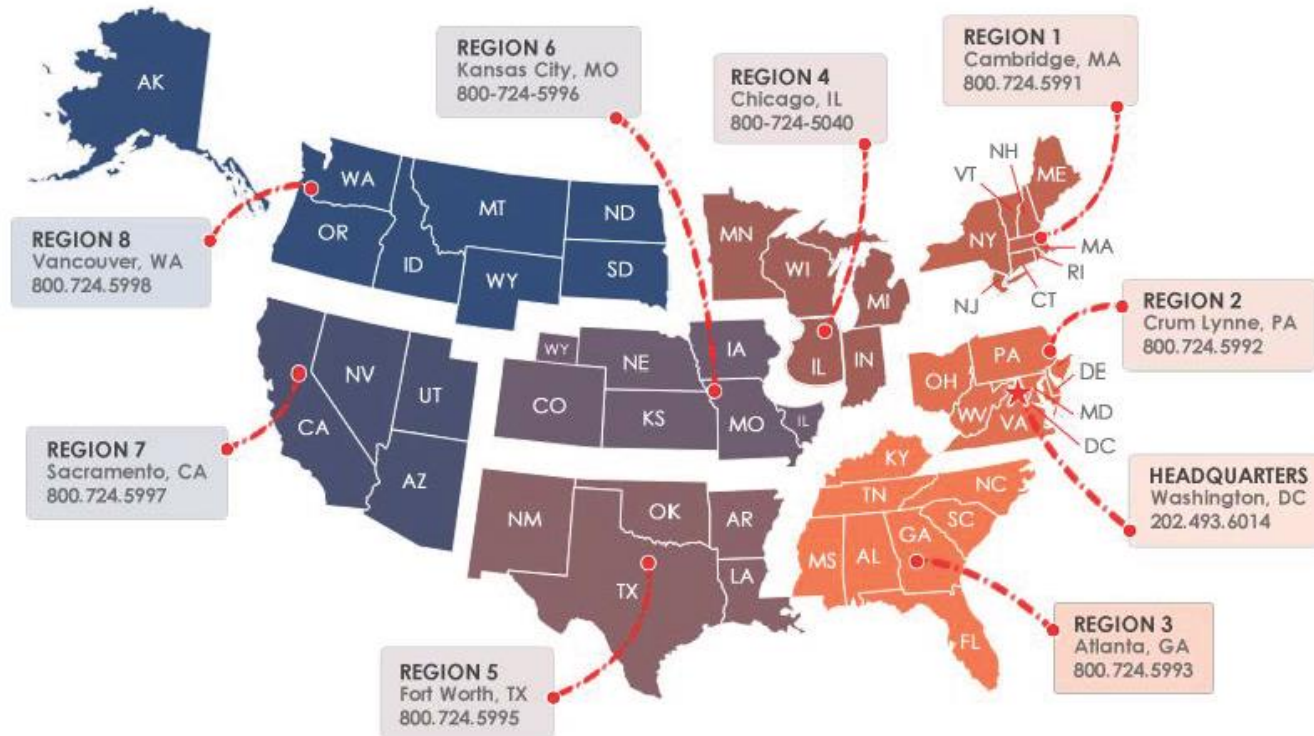 AK
REGION 6
Kansas City, MO
800-724-5996
REGION 4
Chicago, IL
800-724-5040
REGION 1
Cambridge, MA
800.724.5991
REGION 8
Vancouver, WA
800.724.5998
WA
OR
ID
MT
WY
ND
SD
MN
WI
MI
IL
IN
NH
VT
ME
NY
MA
RI
CT
NJ
REGION 2
Crum Lynne, PA
800.724.5992
PA
OH
WV
VA
DE
MD
DC
HEADQUARTERS
Washington, DC
202.493.6014
REGION 7
Sacramento, CA
800.724.5997
CA
NV
UT
AZ
WY
NE
IA
CO
KS
MO
IL
NM
OK
TX
AR
LA
KY
TN
NC
SC
MS
AL
GA
FL
REGION 5
Fort Worth, TX
800.724.5995
REGION 3
Atlanta, GA
800.724.5993